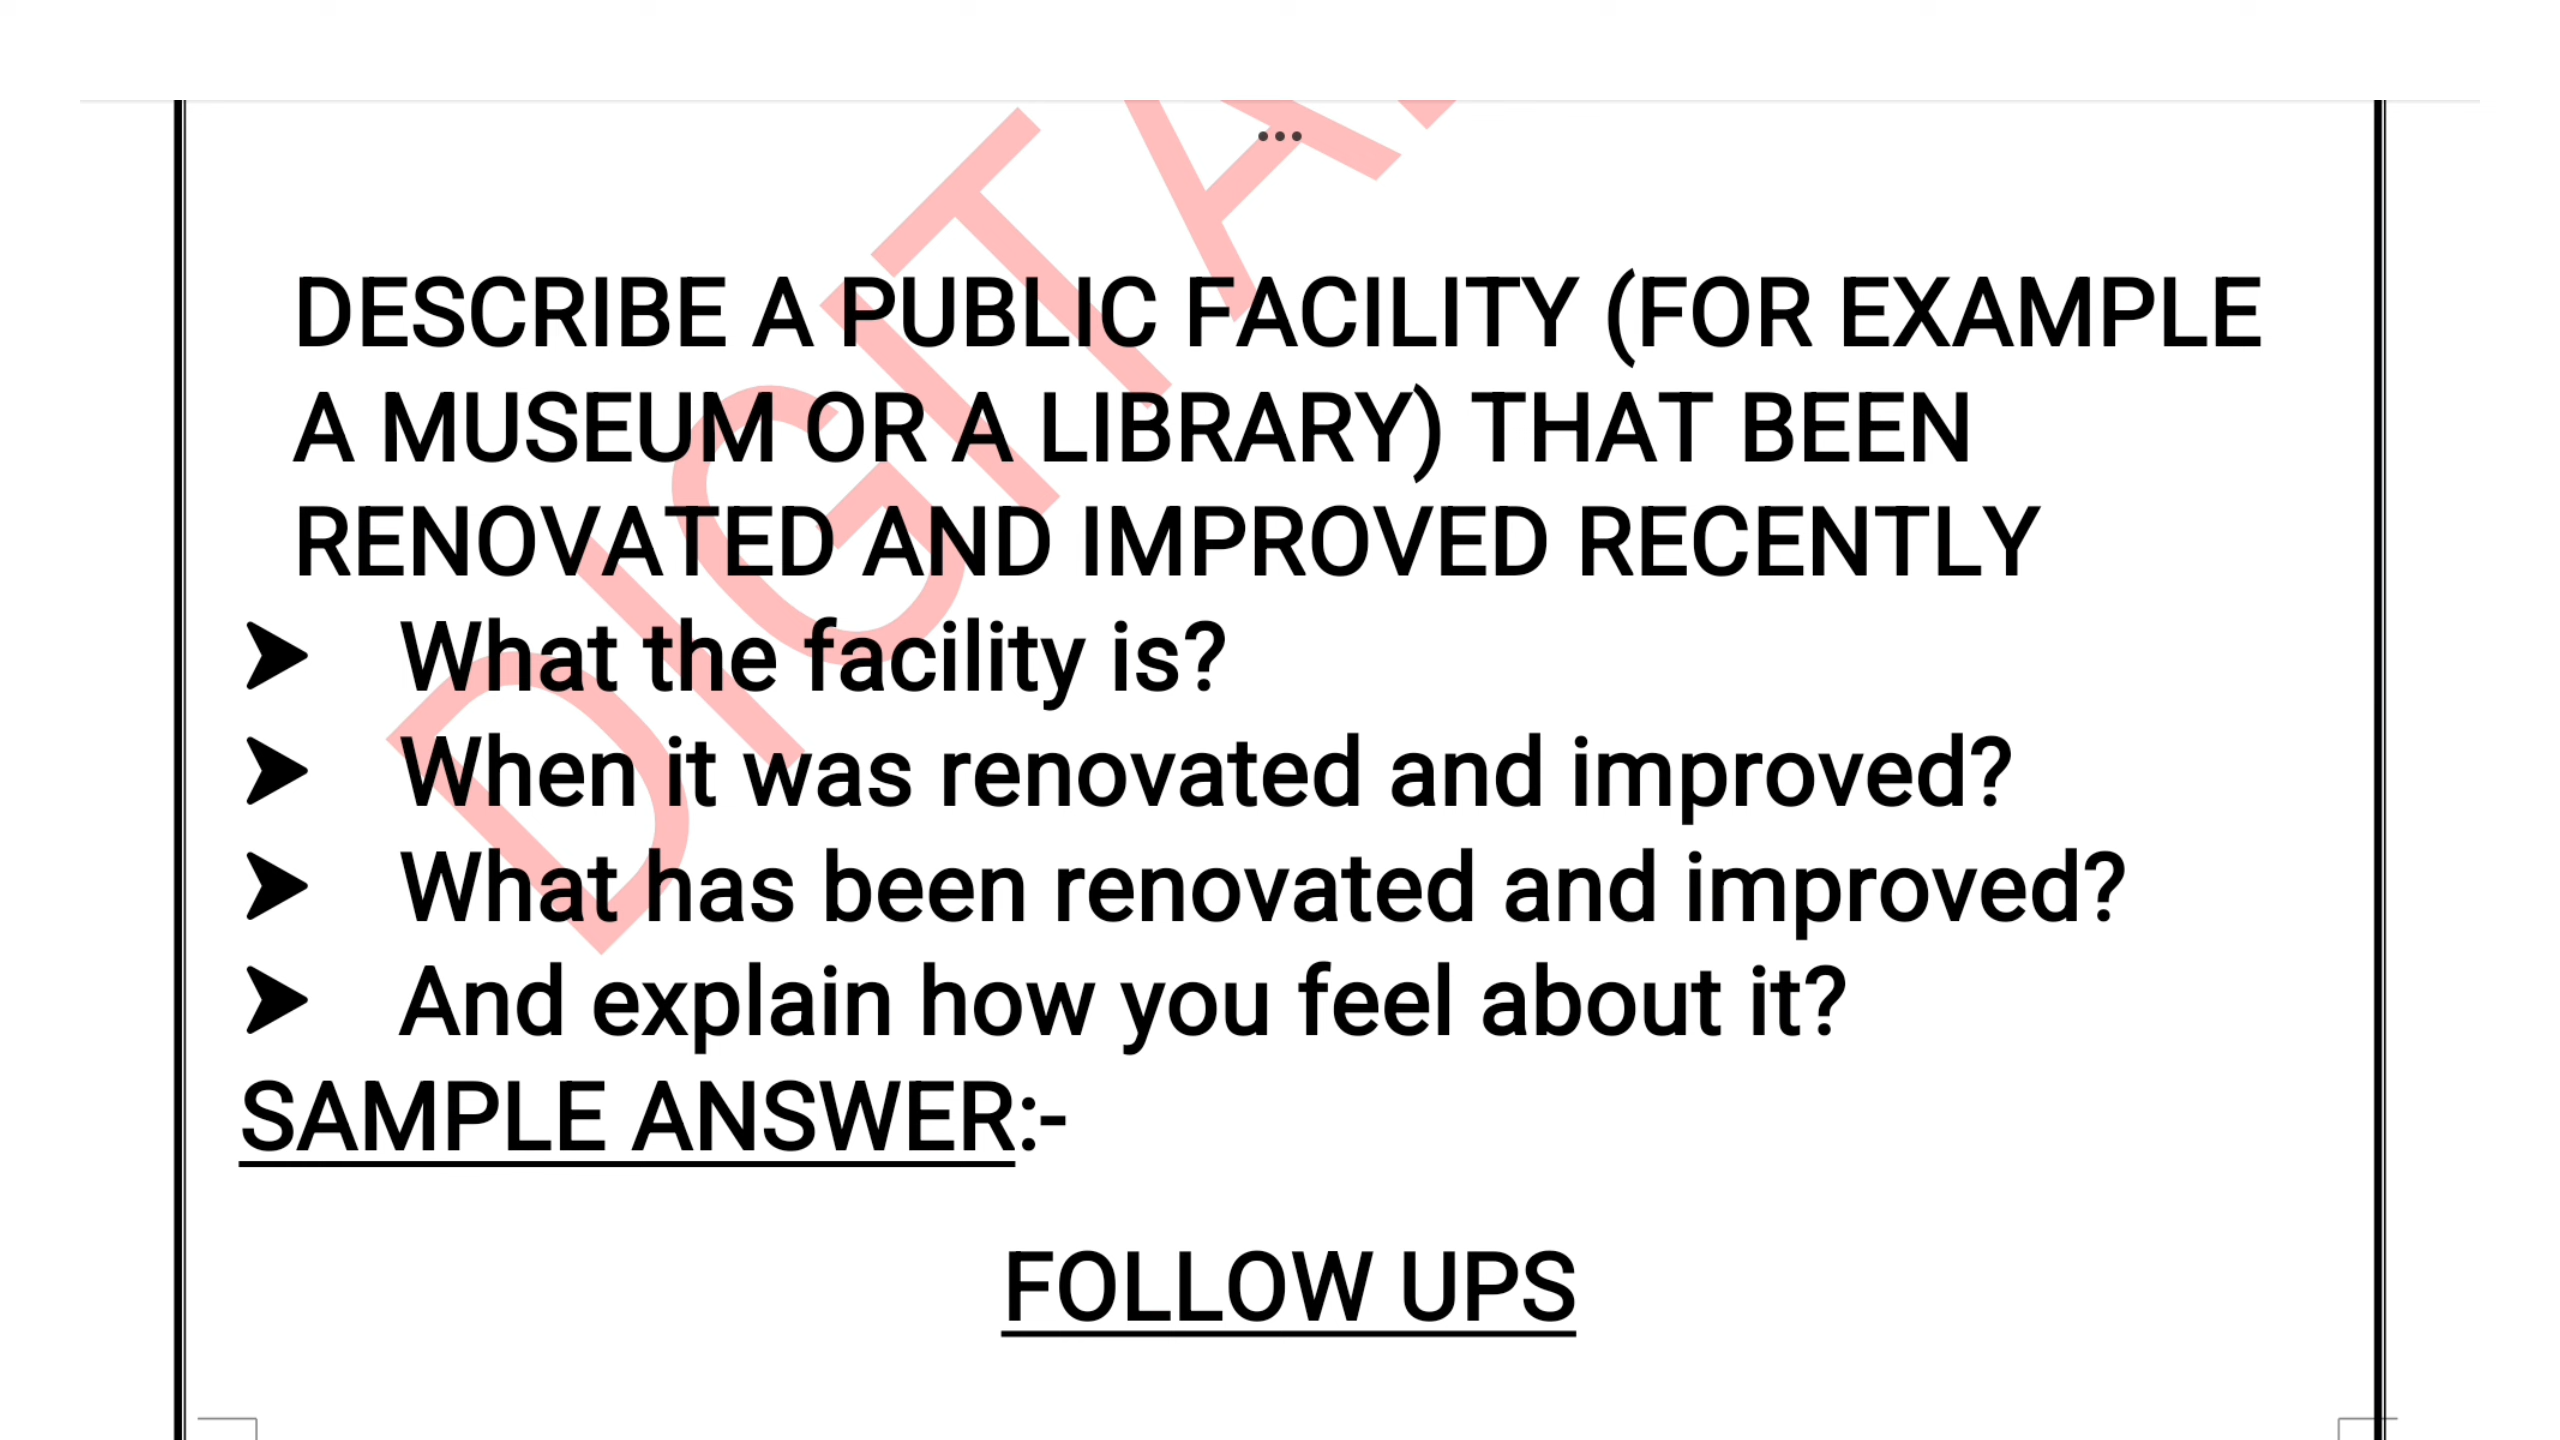 DESCRIBE A PUBLIC FACILITY (FOR EXAMPLE
A MUSEUM OR A LIBRARY) THAT BEEN
RENOVATED AND IMPROVED RECENTLY
➤ What the facility is?
➤ When it was renovated and improved?
➤ What has been renovated and improved?
➤ And explain how you feel about it?
SAMPLE ANSWER:-
FOLLOW UPS
DIGITA